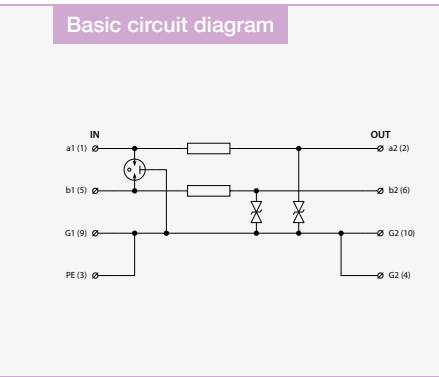 Basic circuit diagram
IN OUT
a1 (1) a2 (2)
b1 (5) b2 (6)
G1 (9) G2 (10)
PE (3) G2 (4)